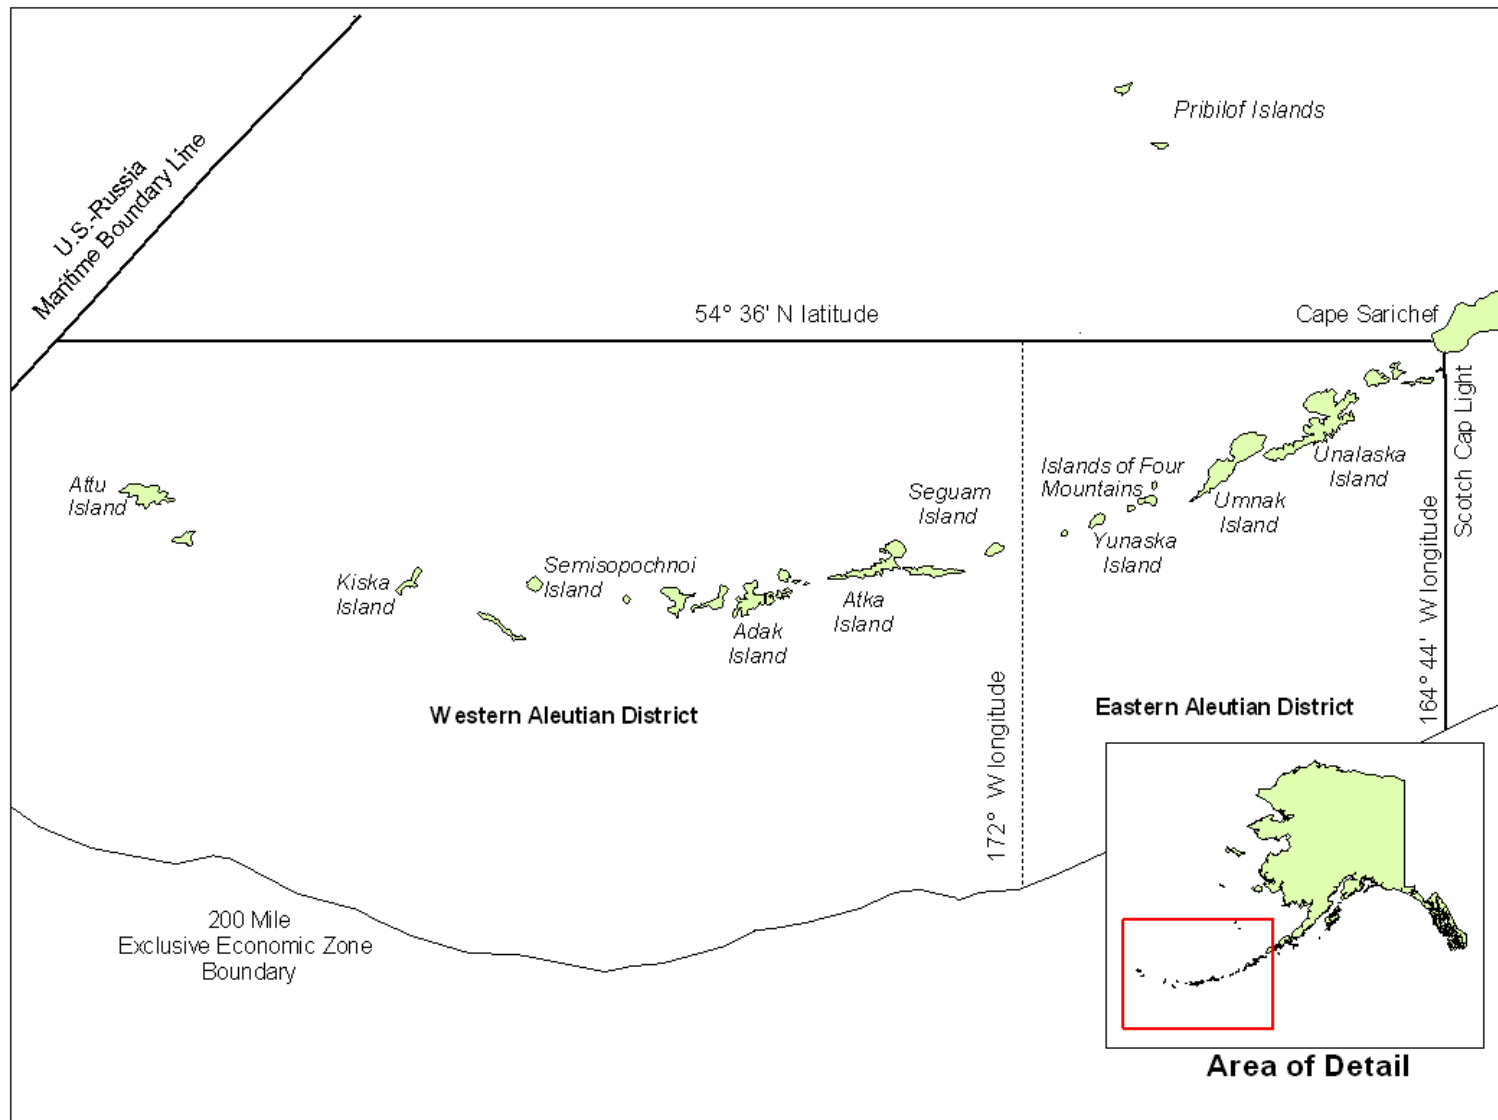 Pribilof Islands
U.S.-Russia
Maritime Boundary Line
54° 36' N latitude
Cape Sarichef
Scotch Cap Light
Attu
Island
Kiska
Island
Semisopochnoi
Island
Adak
Island
Atka
Island
Seguam
Island
Islands of Four
Mountains
Yunaska
Island
Umnak
Island
Unalaska
Island
164° 44' W longitude
172° W longitude
Western Aleutian District
Eastern Aleutian District
200 Mile
Exclusive Economic Zone
Boundary
Area of Detail